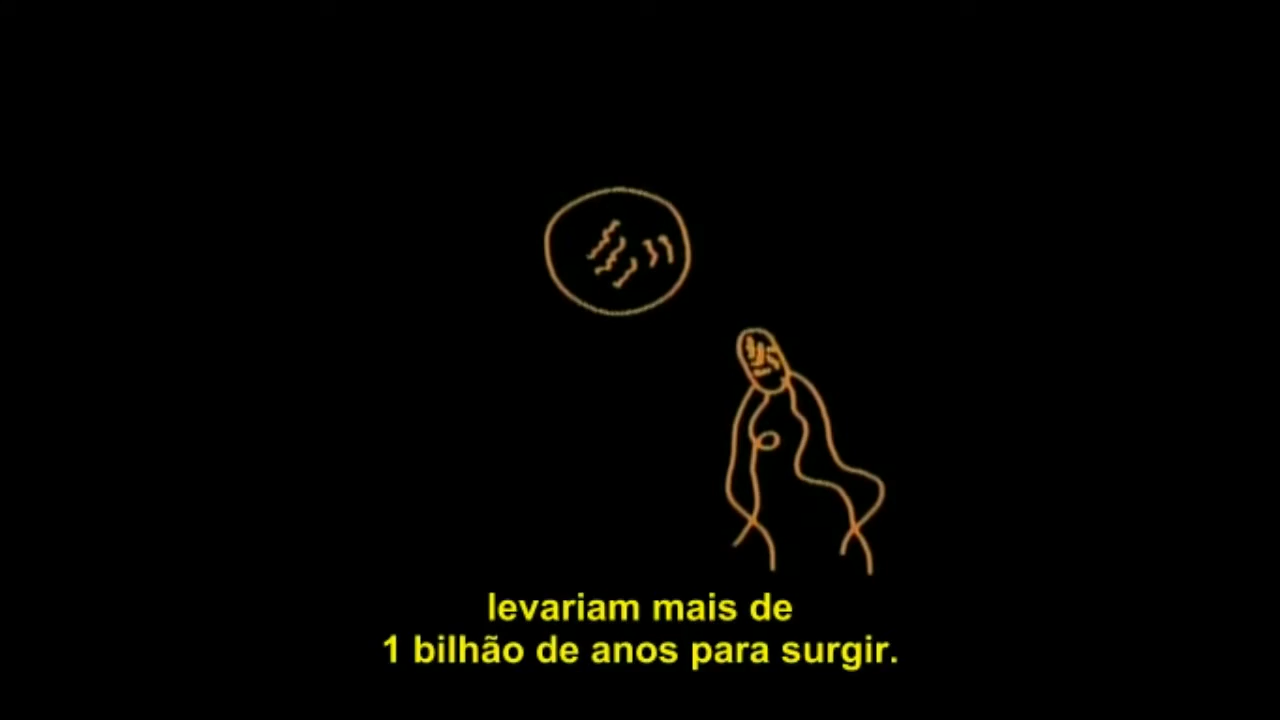 levariam mais de
1 bilhão de anos para surgir.